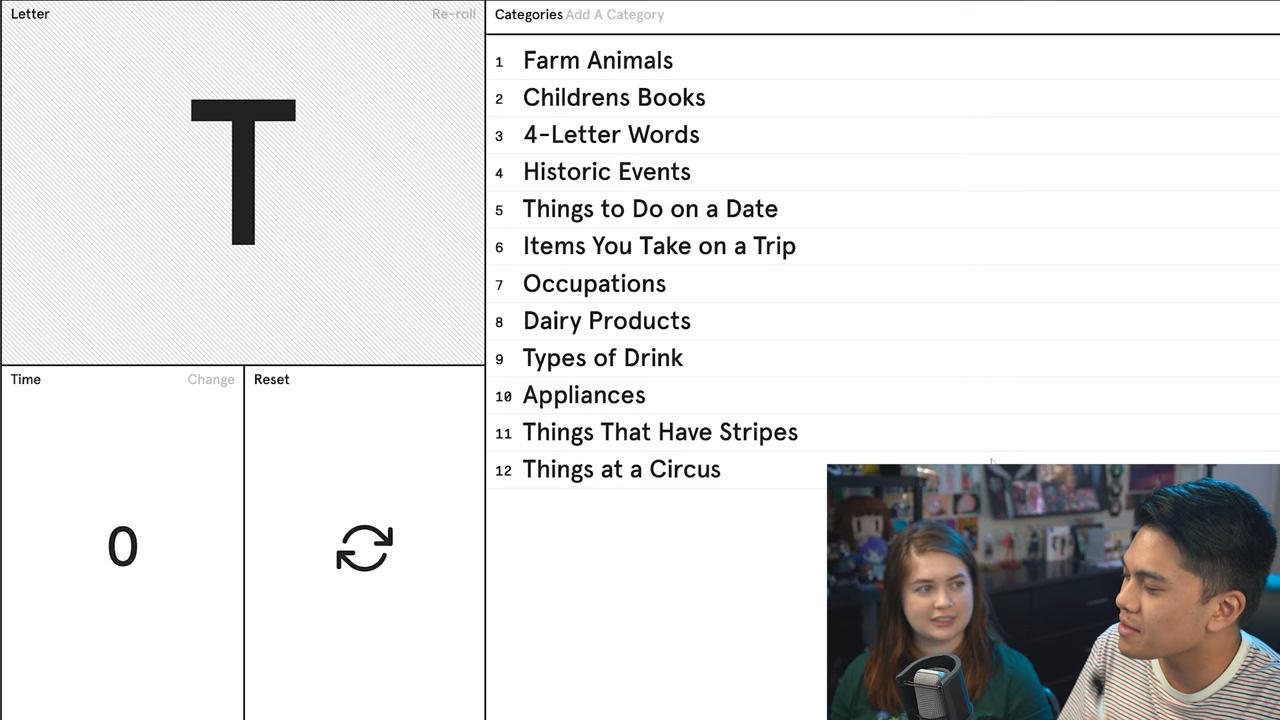 Letter
Re-roll
T
Time
Change
0
Reset
Categories Add A Category
1 Farm Animals
2 Childrens Books
3 4-Letter Words
4 Historic Events
5 Things to Do on a Date
6 Items You Take on a Trip
7 Occupations
8 Dairy Products
9 Types of Drink
10 Appliances
11 Things That Have Stripes
12 Things at a Circus